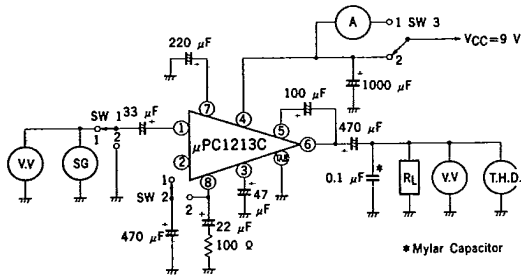 A
1 SW 3
VCC=9 V
2
220 μF
1000 μF
100 μF
470 μF
SW 1
33 μF
1
2
7
4
5
1
μPC1213C
6
2
TAB
8
3
V.V
SG
SW 2
1
2
470 μF
22 μF
100 Ω
47 μF
0.1 μF
*
RL
V.V
T.H.D.
*Mylar Capacitor